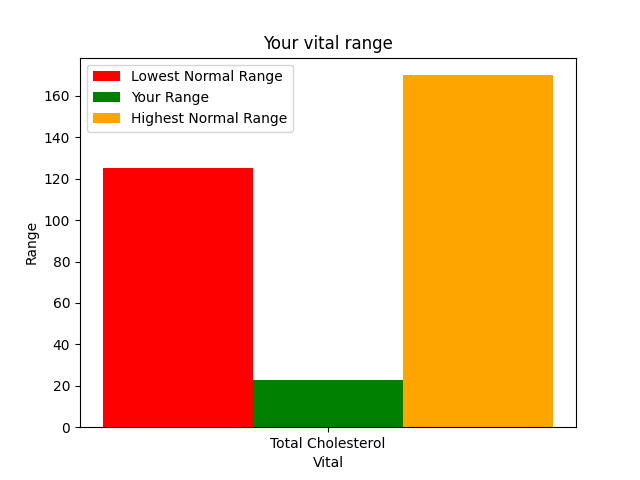 Your vital range
Lowest Normal Range
Your Range
Highest Normal Range
160
140
120
100
80
60
40
20
0
Range
Total Cholesterol
Vital